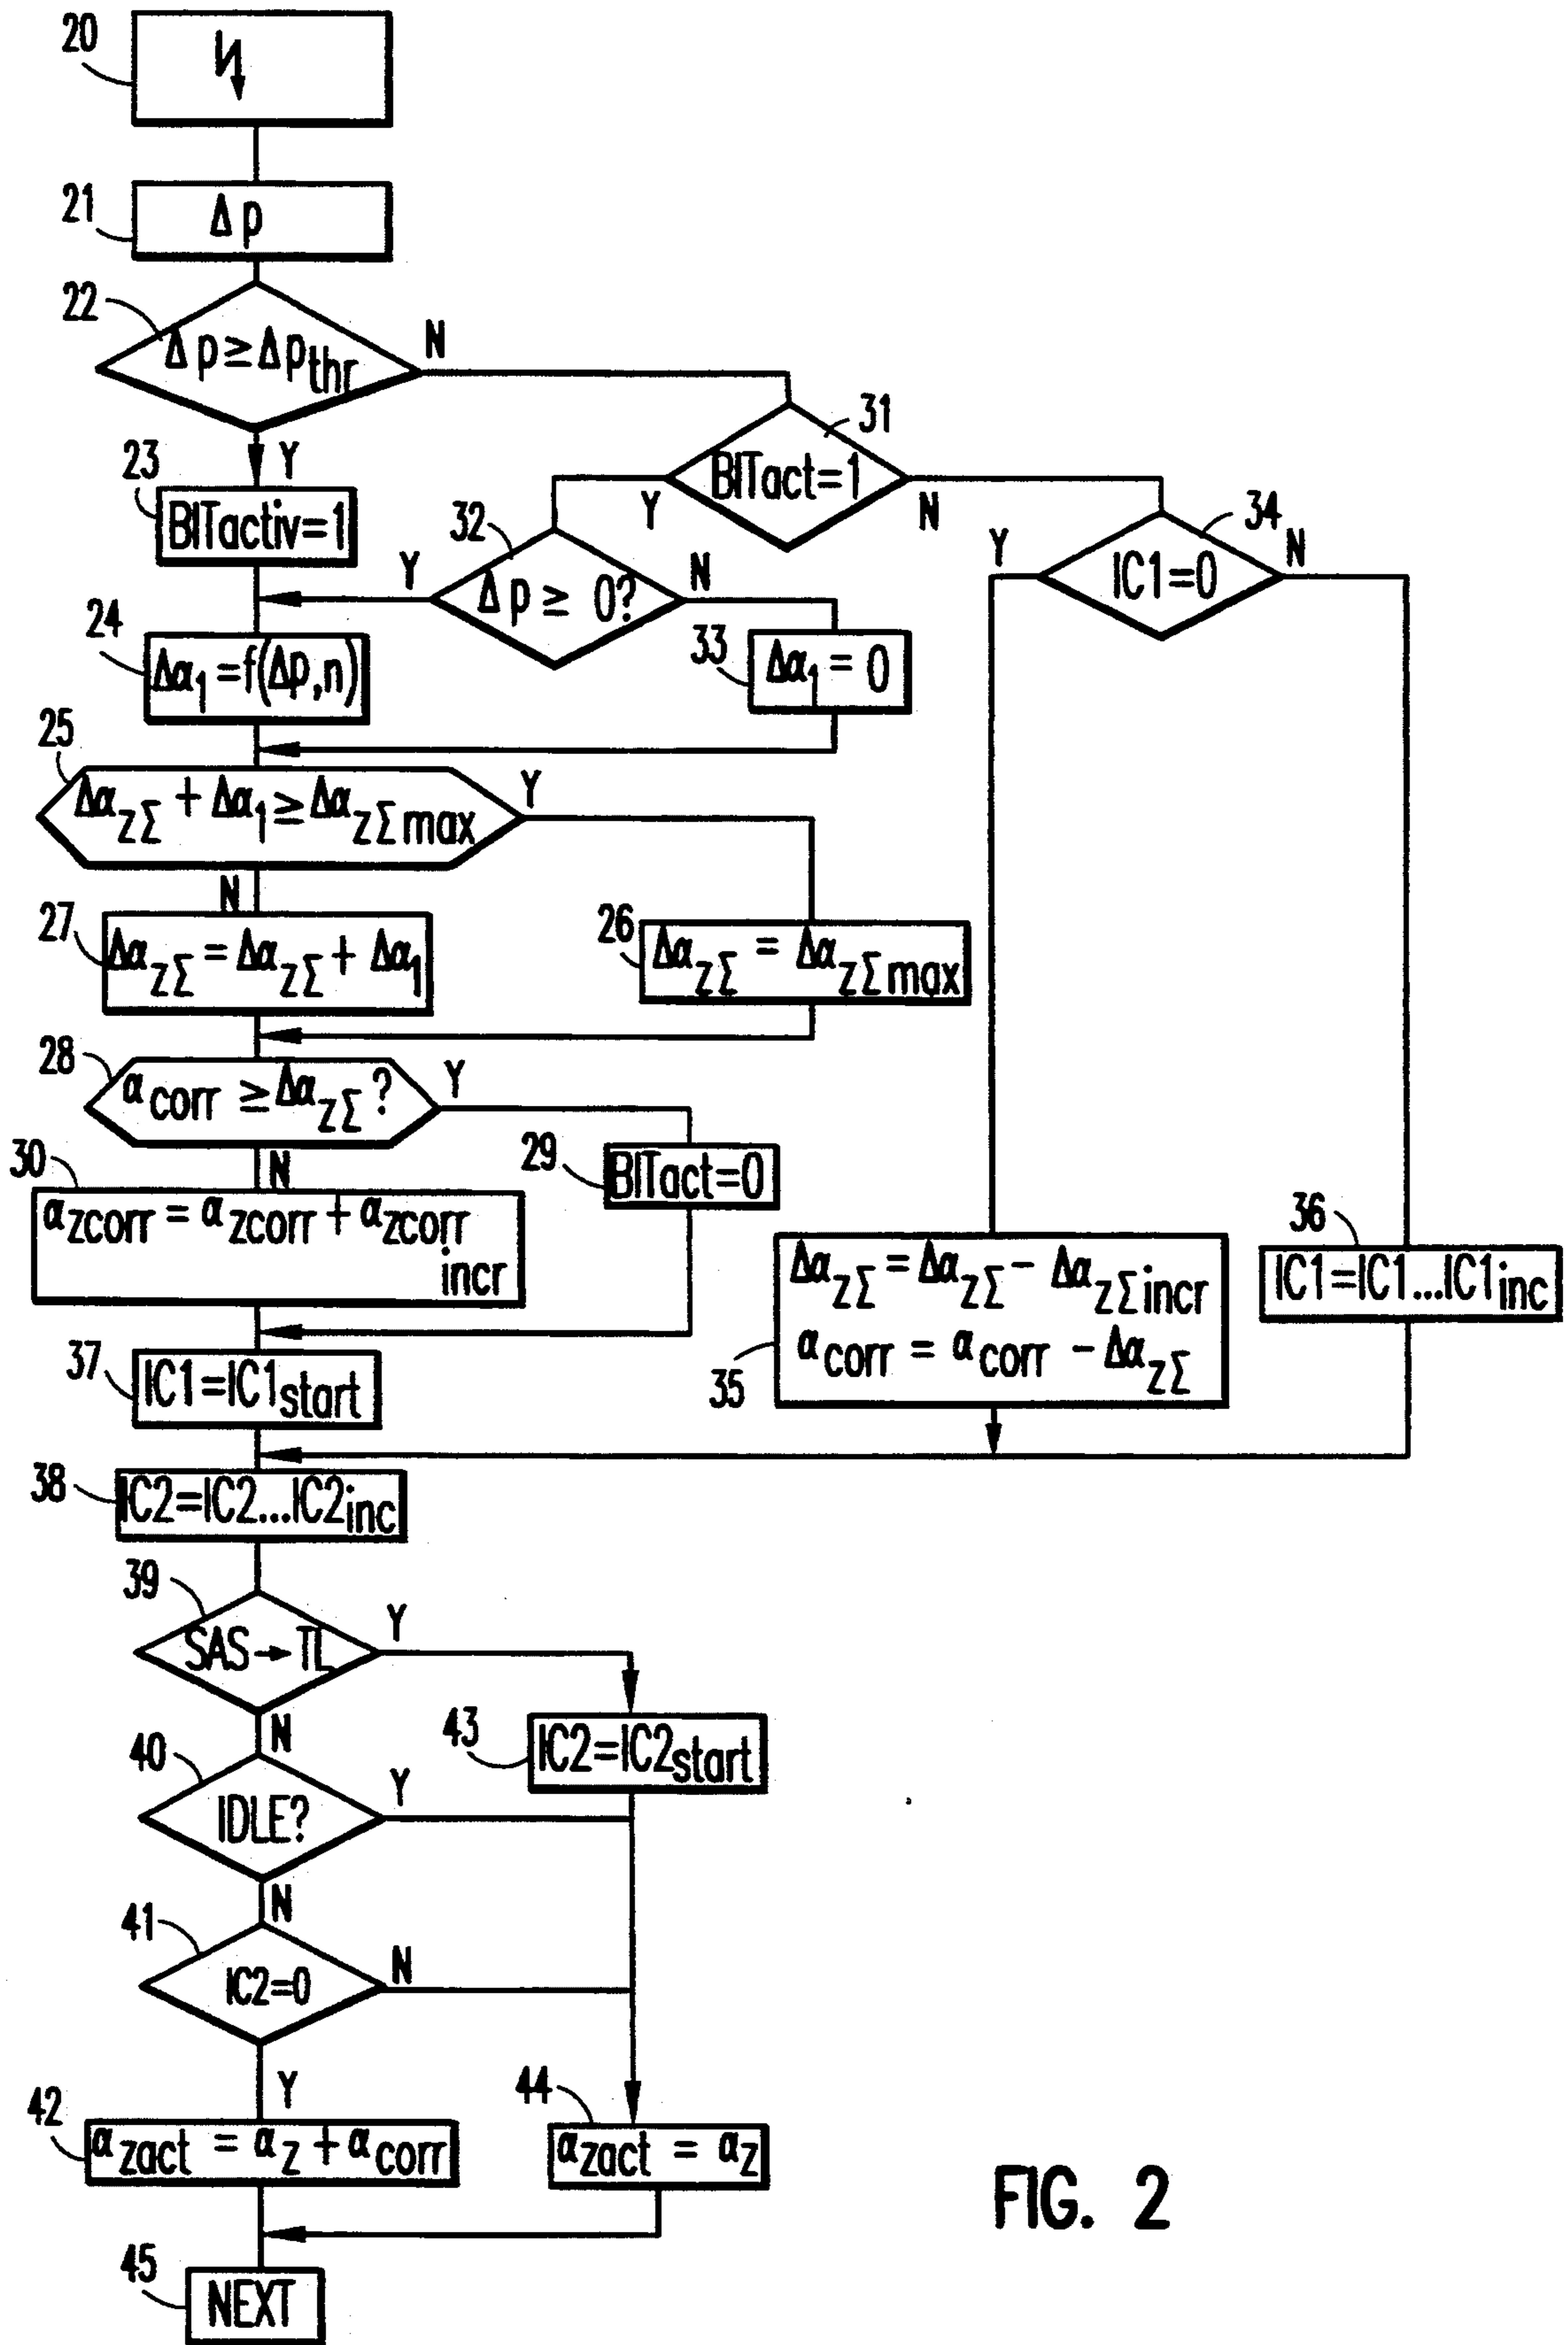 20
21
Δp
22
Δp≥Δpthr
N
Y
23
BITactiv=1
31
BITact=1
Y
N
32
Δp≥ 0?
Y
N
34
IC1=0
Y
N
24
Δα1=f(Δp,n)
33
Δα1=0
25
ΔαzΣ+Δα1≥ΔαzΣmax
Y
N
27
ΔαzΣ=ΔαzΣ+Δα1
26
ΔαzΣ=ΔαzΣmax
28
αcorr≥ΔαzΣ?
Y
N
29
BITact=0
30
αzcorr=αzcorr+αzcorr
incr
35
ΔαzΣ=ΔαzΣ-ΔαzΣincr
αcorr=αcorr-ΔαzΣ
36
IC1=IC1...IC1inc
37
IC1=IC1start
38
IC2=IC2...IC2inc
39
SAS→TL
Y
N
43
IC2=IC2start
40
IDLE?
Y
N
41
IC2=0
N
Y
42
αzact=αz+αcorr
44
αzact=αz
45
NEXT
FIG. 2